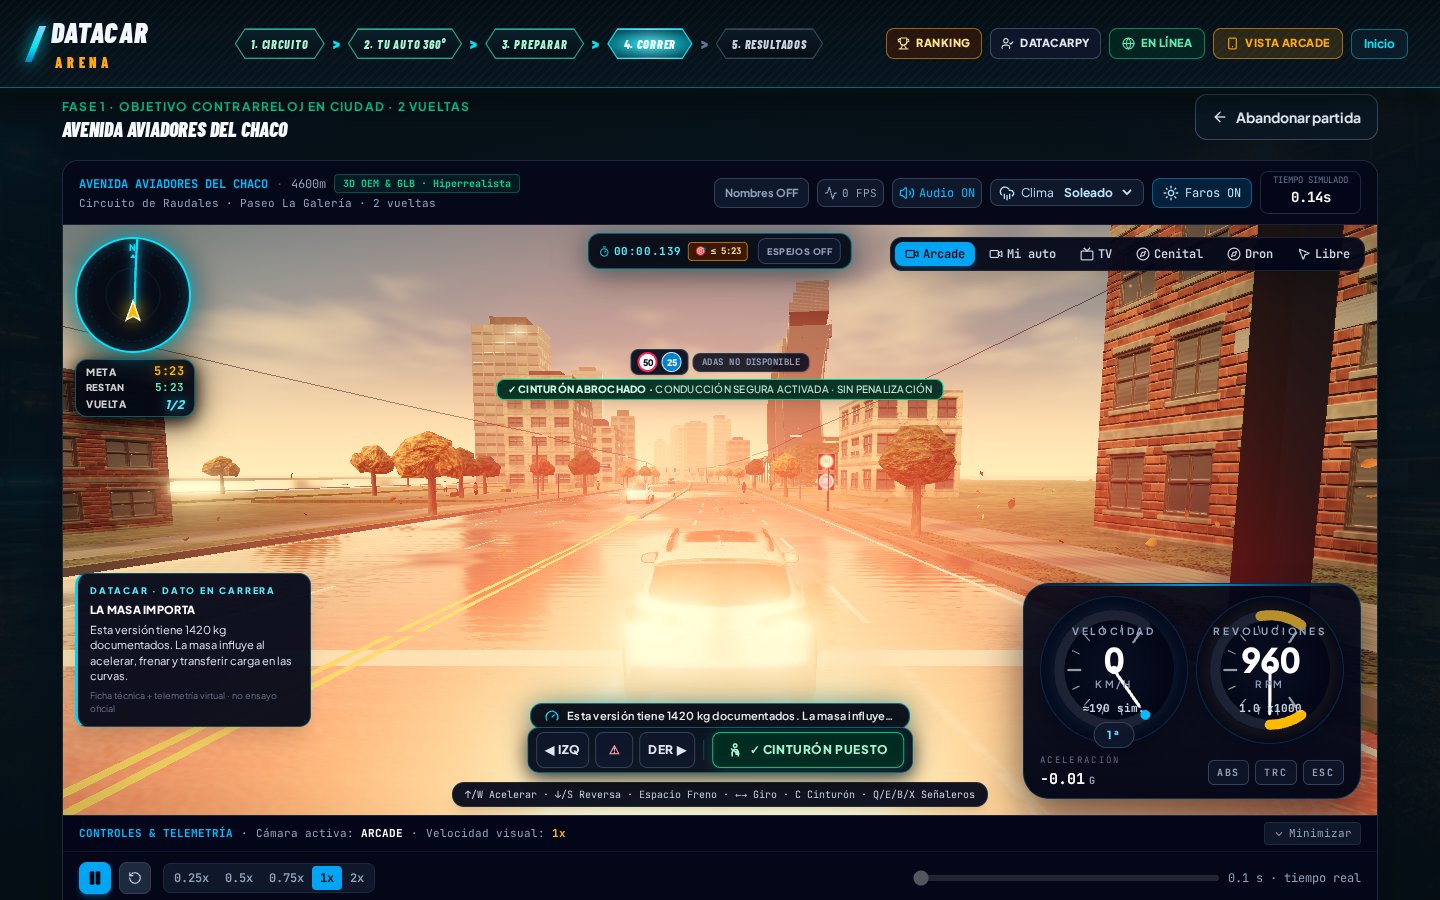 DATACAR
ARENA
1. CIRCUITO > 2. TU AUTO 360° > 3. PREPARAR > 4. CORRER > 5. RESULTADOS
RANKING
DATACARPY
EN LÍNEA
VISTA ARCADE
Inicio
FASE 1 · OBJETIVO CONTRARRELOJ EN CIUDAD · 2 VUELTAS
AVENIDA AVIADORES DEL CHACO
← Abandonar partida
AVENIDA AVIADORES DEL CHACO · 4600m 3D OEM & GLB · Hiperrealista
Circuito de Raudales · Paseo La Galería · 2 vueltas
Nombres OFF
0 FPS
Audio ON
Clima Soleado
Faros ON
TIEMPO SIMULADO
0.14s
N
00:00.139 ≤ 5:23 ESPEJOS OFF
Arcade Mi auto TV Cenital Dron Libre
META 5:23
RESTAN 5:23
VUELTA 1/2
50 25 ADAS NO DISPONIBLE
✓ CINTURÓN ABROCHADO · CONDUCCIÓN SEGURA ACTIVADA · SIN PENALIZACIÓN
DATACAR · DATO EN CARRERA
LA MASA IMPORTA
Esta versión tiene 1420 kg
documentados. La masa influye al
acelerar, frenar y transferir carga en las
curvas.
Ficha técnica + telemetría virtual · no ensayo
oficial
Esta versión tiene 1420 kg documentados. La masa influye...
◀ IZQ ⚠ DER ▶ ✓ CINTURÓN PUESTO
↑/W Acelerar · ↓/S Reversa · Espacio Freno · ←→ Giro · C Cinturón · Q/E/B/X Señaleros
VELOCIDAD
0
KM/H
≈190 sim.
1ª
REVOLUCIONES
960
RPM
1.0 x1000
ACELERACIÓN
-0.01 G
ABS TRC ESC
CONTROLES & TELEMETRÍA · Cámara activa: ARCADE · Velocidad visual: 1x
Minimizar
0.25x 0.5x 0.75x 1x 2x
0.1 s · tiempo real